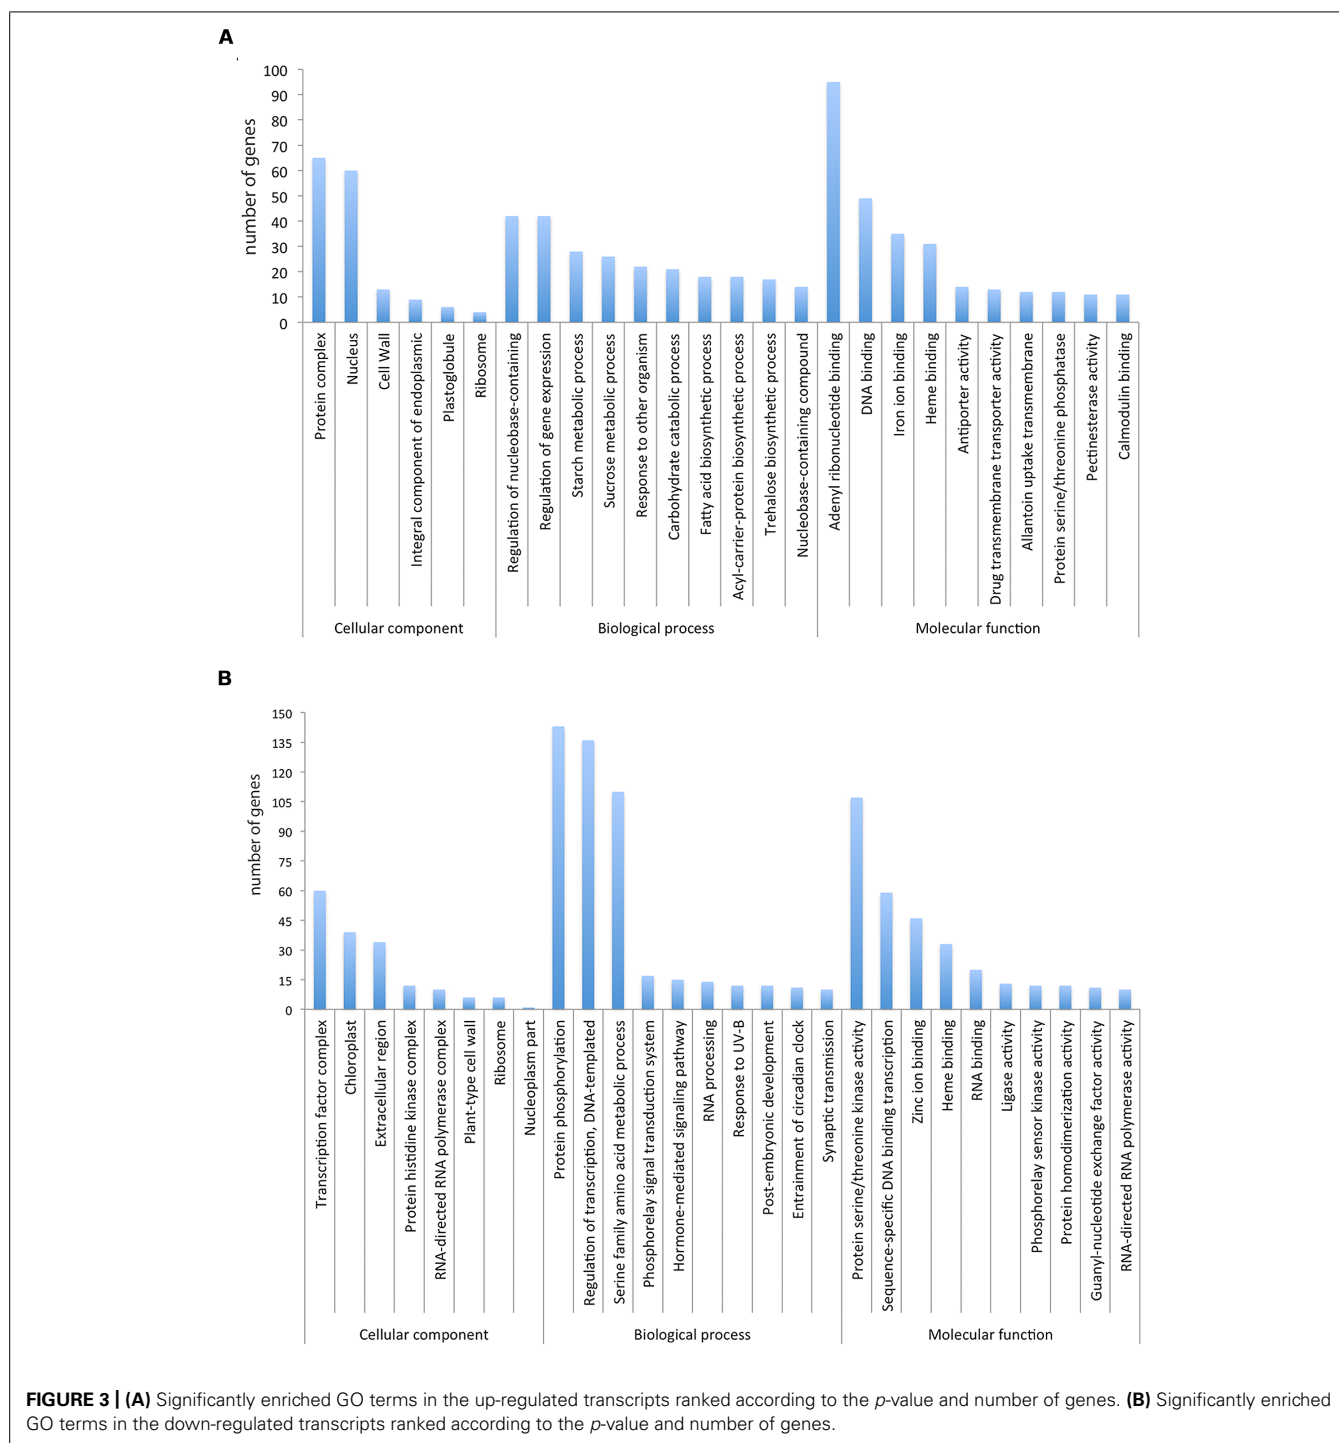 A
number of genes
100
90
80
70
60
50
40
30
20
10
0
Protein complex
Nucleus
Cell Wall
Integral component of endoplasmic
Plastoglobule
Ribosome
Regulation of nucleobase-containing
Regulation of gene expression
Starch metabolic process
Sucrose metabolic process
Response to other organism
Carbohydrate catabolic process
Fatty acid biosynthetic process
Acyl-carrier-protein biosynthetic process
Trehalose biosynthetic process
Nucleobase-containing compound
Adenyl ribonucleotide binding
DNA binding
Iron ion binding
Heme binding
Antiporter activity
Drug transmembrane transporter activity
Allantoin uptake transmembrane
Protein serine/threonine phosphatase
Pectinesterase activity
Calmodulin binding
Cellular component
Biological process
Molecular function
B
number of genes
150
135
120
105
90
75
60
45
30
15
0
Transcription factor complex
Chloroplast
Extracellular region
Protein histidine kinase complex
RNA-directed RNA polymerase complex
Plant-type cell wall
Ribosome
Nucleoplasm part
Protein phosphorylation
Regulation of transcription, DNA-templated
Serine family amino acid metabolic process
Phosphorelay signal transduction system
Hormone-mediated signaling pathway
RNA processing
Response to UV-B
Post-embryonic development
Entrainment of circadian clock
Synaptic transmission
Protein serine/threonine kinase activity
Sequence-specific DNA binding transcription
Zinc ion binding
Heme binding
RNA binding
Ligase activity
Phosphorelay sensor kinase activity
Protein homodimerization activity
Guanyl-nucleotide exchange factor activity
RNA-directed RNA polymerase activity
Cellular component
Biological process
Molecular function
FIGURE 3 | (A) Significantly enriched GO terms in the up-regulated transcripts ranked according to the p-value and number of genes. (B) Significantly enriched
GO terms in the down-regulated transcripts ranked according to the p-value and number of genes.